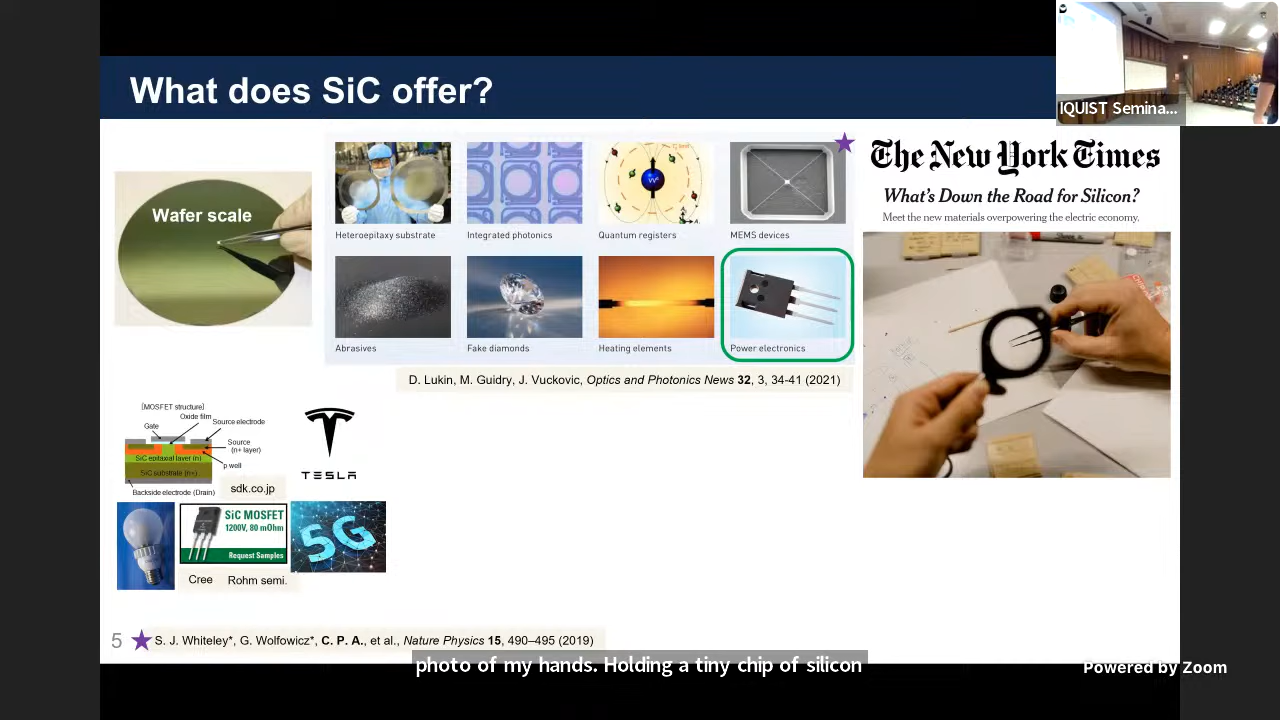 What does SiC offer?
IQUIST Semina...
Wafer scale
Heteroepitaxy substrate
Integrated photonics
Quantum registers
MEMS devices
Abrasives
Fake diamonds
Heating elements
Power electronics
D. Lukin, M. Guidry, J. Vuckovic, Optics and Photonics News 32, 3, 34-41 (2021)
The New York Times
What's Down the Road for Silicon?
Meet the new materials overpowering the electric economy.
[MOSFET structure]
Oxide film
Gate
Source electrode
Source
(n+ layer)
p well
SiC epitaxial layer (n)
SiC substrate (n+)
Backside electrode (Drain)
sdk.co.jp
TESLA
SiC MOSFET
1200V, 80 mOhm
Request Samples
5G
Cree
Rohm semi.
5
S. J. Whiteley*, G. Wolfowicz*, C. P. A., et al., Nature Physics 15, 490–495 (2019)
photo of my hands. Holding a tiny chip of silicon
Powered by Zoom